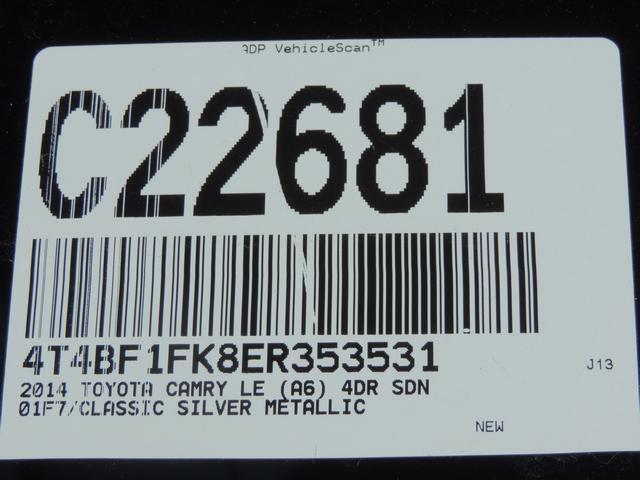 ADP VehicleScan™
C22681
4T4BF1FK8ER353531
J13
2014 TOYOTA CAMRY LE (A6) 4DR SDN
01F7/CLASSIC SILVER METALLIC
NEW